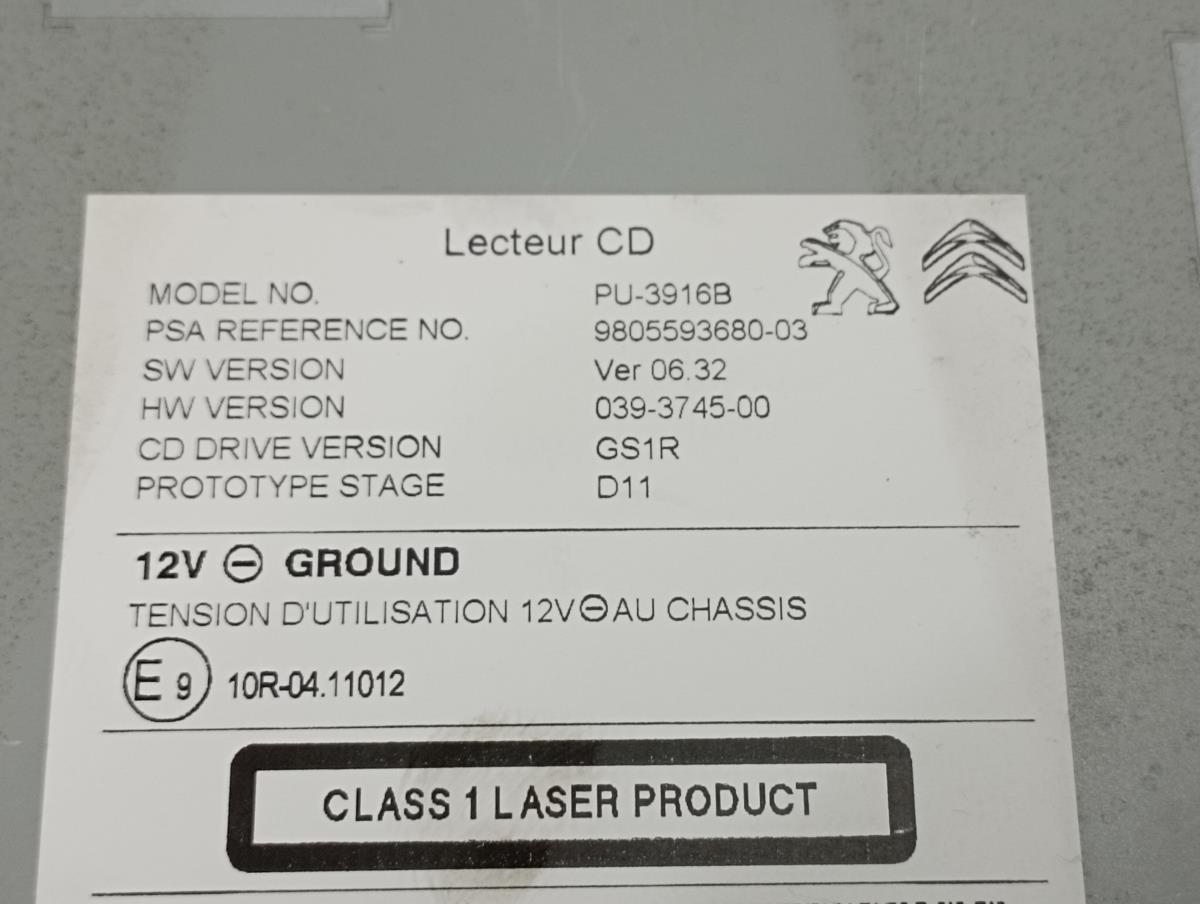 Lecteur CD
MODEL NO. PU-3916B
PSA REFERENCE NO. 9805593680-03
SW VERSION Ver 06.32
HW VERSION 039-3745-00
CD DRIVE VERSION GS1R
PROTOTYPE STAGE D11
12V ⊖ GROUND
TENSION D'UTILISATION 12V⊖AU CHASSIS
E 9 10R-04.11012
CLASS 1 LASER PRODUCT